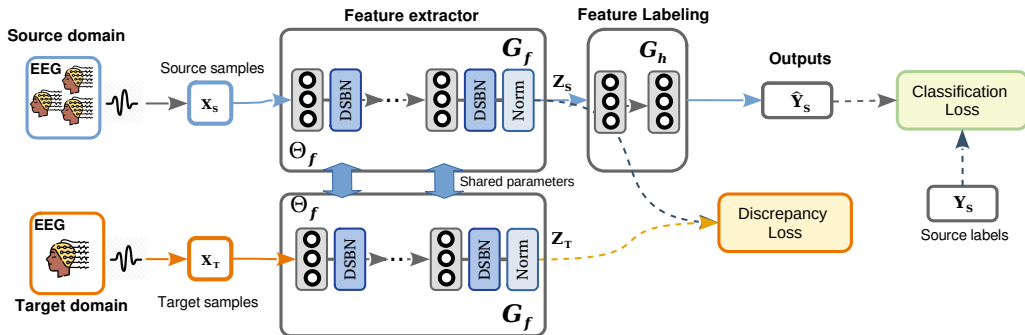 Feature extractor
Feature Labeling
Source domain
EEG
Source samples
X_S
DSBN
...
DSBN
Norm
G_f
Θ_f
Z_S
G_h
Outputs
Ŷ_S
Classification
Loss
Shared parameters
Y_S
Source labels
EEG
Target domain
X_T
Target samples
Θ_f
DSBN
...
DSBN
Norm
G_f
Z_T
Discrepancy
Loss